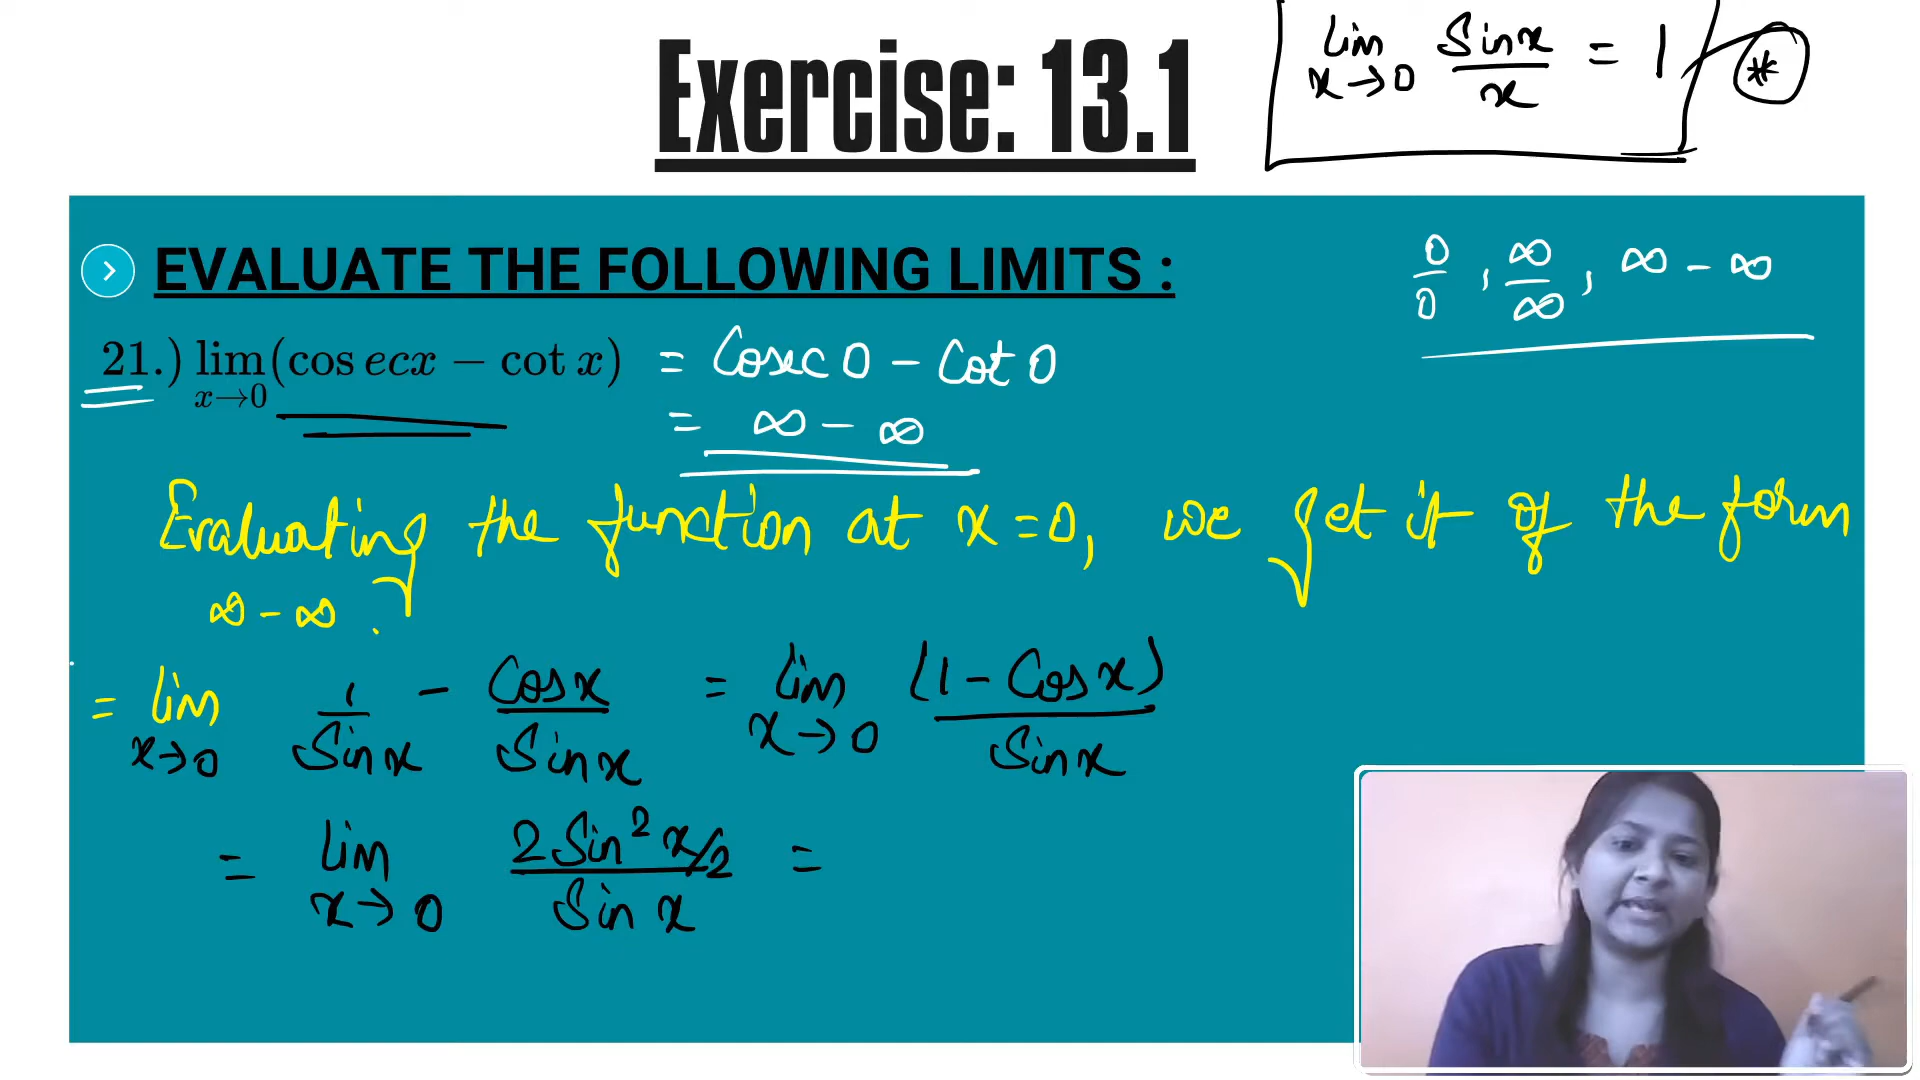 Exercise: 13.1
lim x→0 Sinx/x = 1 *
EVALUATE THE FOLLOWING LIMITS :
0/0 , ∞/∞ , ∞ - ∞
21.) lim x→0 (cos ecx − cot x) = Cosec 0 - Cot 0
= ∞ - ∞
Evaluating the function at x = 0, we get it of the form
∞ - ∞ .
= lim x→0 1/Sinx - Cosx/Sinx = lim x→0 (1 - Cosx)/Sinx
= lim x→0 2 Sin² x/2 / Sin x =